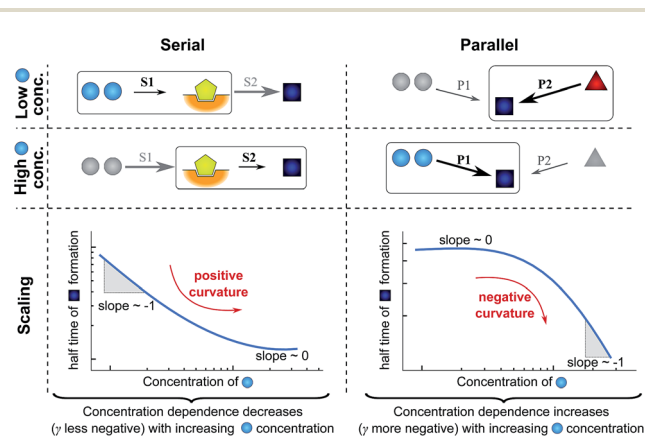 Serial
Parallel
Low
conc.
S1
S2
P1
P2
High
conc.
S1
S2
P1
P2
Scaling
half time of formation
positive
curvature
slope ~ -1
slope ~ 0
Concentration of
half time of formation
slope ~ 0
negative
curvature
slope ~ -1
Concentration of
Concentration dependence decreases
(γ less negative) with increasing concentration
Concentration dependence increases
(γ more negative) with increasing concentration